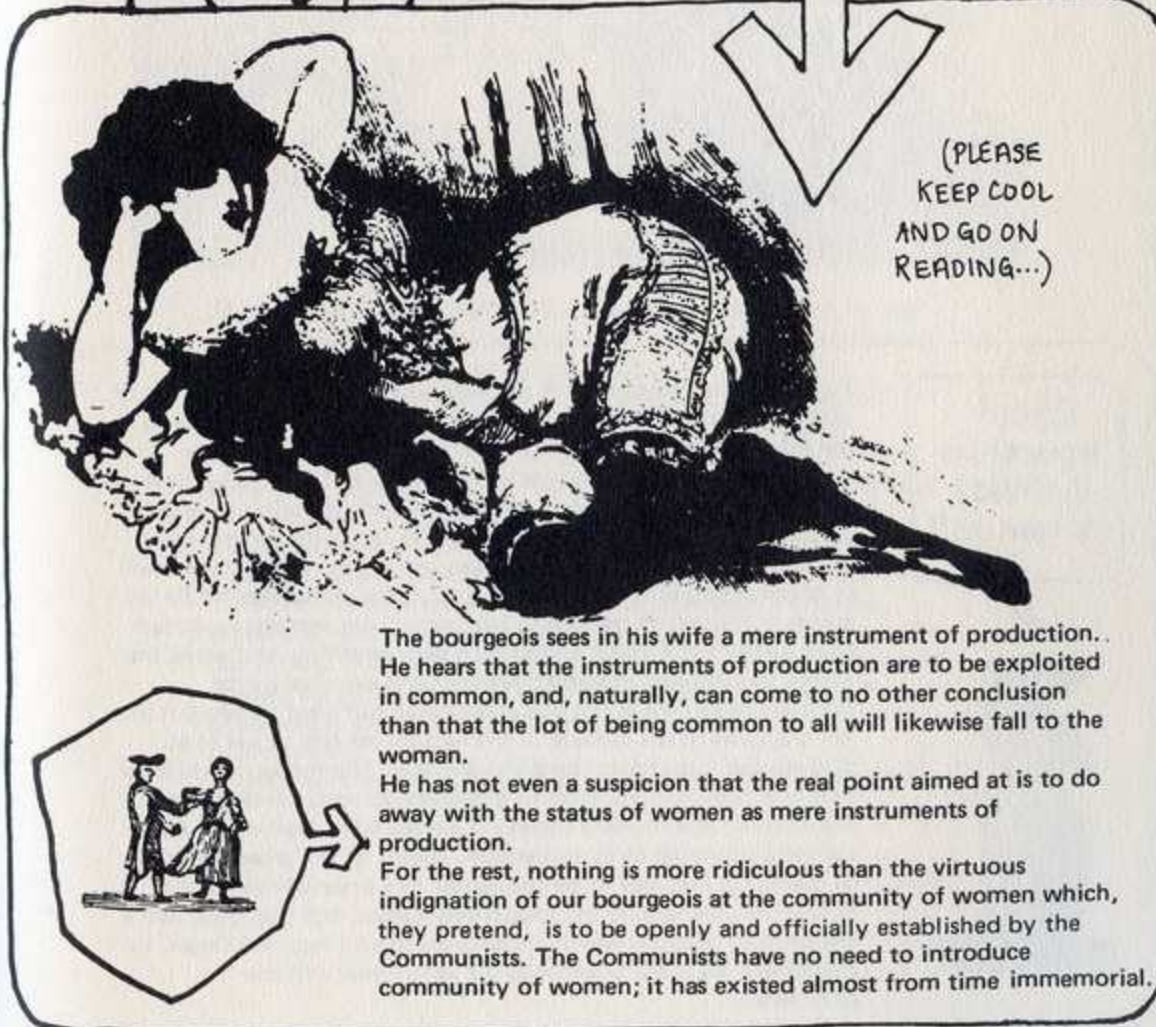 (PLEASE
KEEP COOL
AND GO ON
READING...)
The bourgeois sees in his wife a mere instrument of production..
He hears that the instruments of production are to be exploited
in common, and, naturally, can come to no other conclusion
than that the lot of being common to all will likewise fall to the
woman.
He has not even a suspicion that the real point aimed at is to do
away with the status of women as mere instruments of
production.
For the rest, nothing is more ridiculous than the virtuous
indignation of our bourgeois at the community of women which,
they pretend, is to be openly and officially established by the
Communists. The Communists have no need to introduce
community of women; it has existed almost from time immemorial.